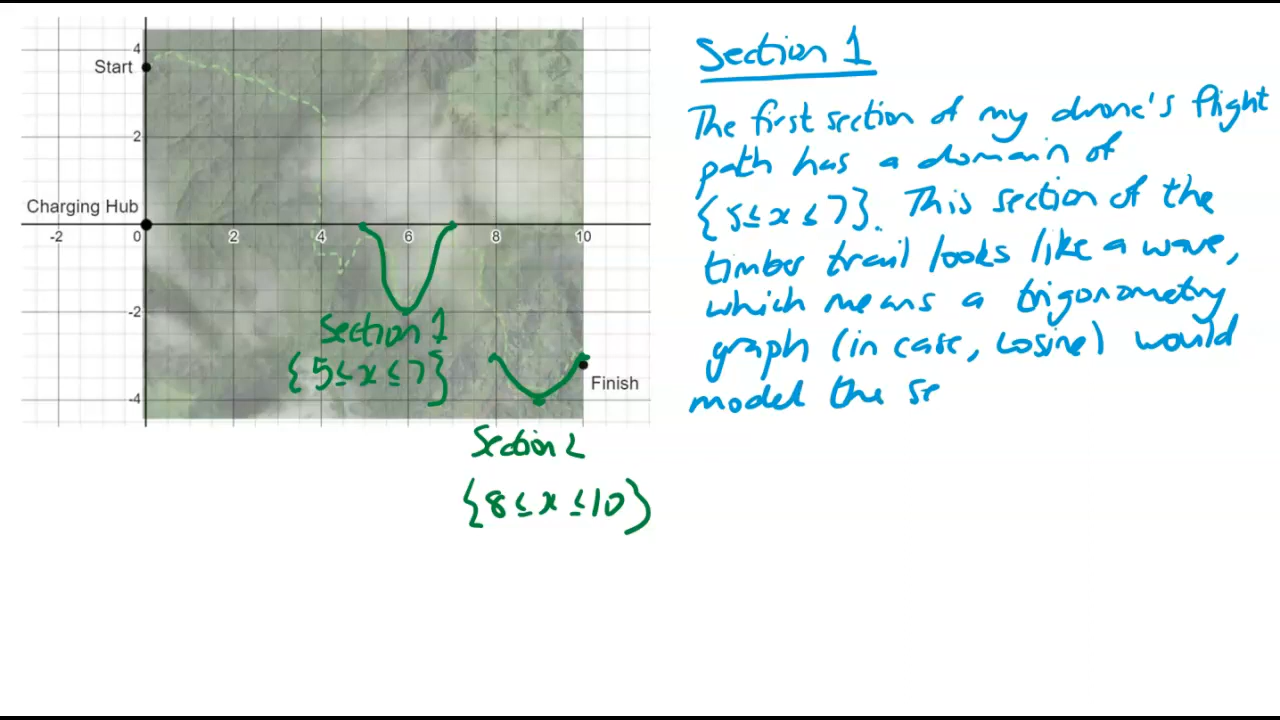 4
Start
2
Charging Hub
-2 0 2 4 6 8 10
-2
Section 1
{5≤x≤7}
Finish
-4
Section 2
{8≤x≤10}
Section 1
The first section of my drone's flight
path has a domain of
{5≤x≤7}. This section of the
timber trail looks like a wave,
which means a trigonometry
graph (in case, cosine) would
model the se